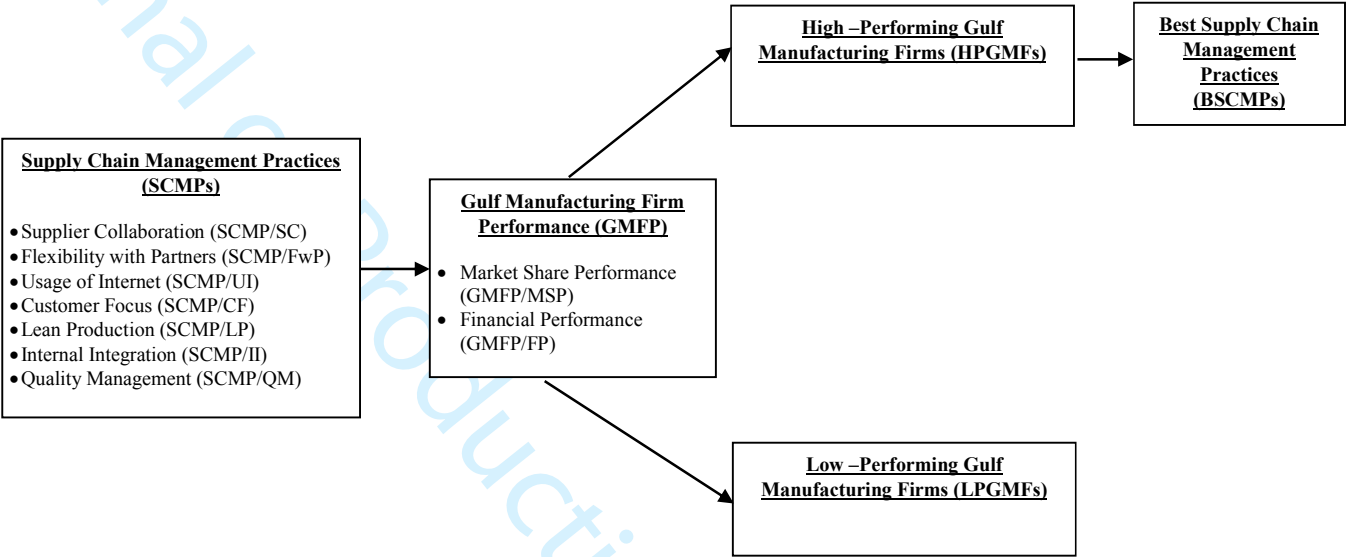 High –Performing Gulf
Manufacturing Firms (HPGMFs)
Best Supply Chain
Management
Practices
(BSCMPs)
Supply Chain Management Practices
(SCMPs)
• Supplier Collaboration (SCMP/SC)
• Flexibility with Partners (SCMP/FwP)
• Usage of Internet (SCMP/UI)
• Customer Focus (SCMP/CF)
• Lean Production (SCMP/LP)
• Internal Integration (SCMP/II)
• Quality Management (SCMP/QM)
Gulf Manufacturing Firm
Performance (GMFP)
• Market Share Performance
(GMFP/MSP)
• Financial Performance
(GMFP/FP)
Low –Performing Gulf
Manufacturing Firms (LPGMFs)